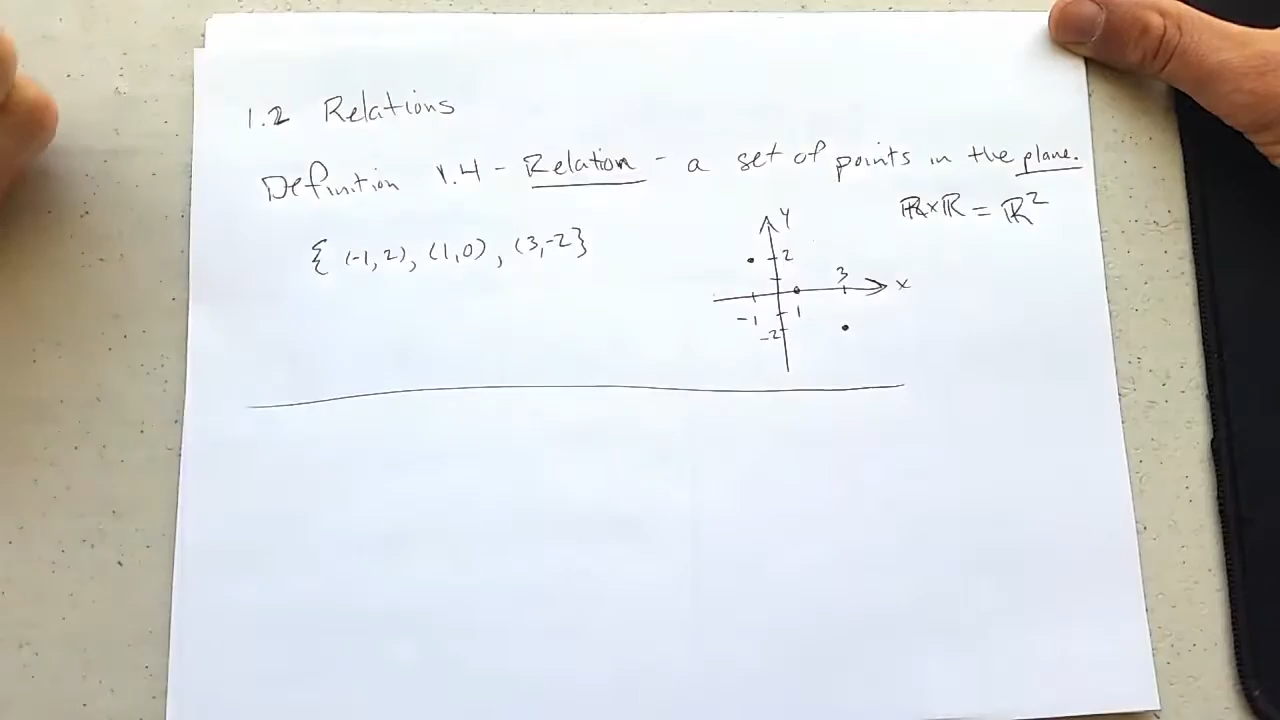 1.2 Relations
Definition 1.4 - Relation - a set of points in the plane.
ℝ×ℝ = ℝ²
{ (-1,2), (1,0), (3,-2}
y
2
3
x
-1
1
-2